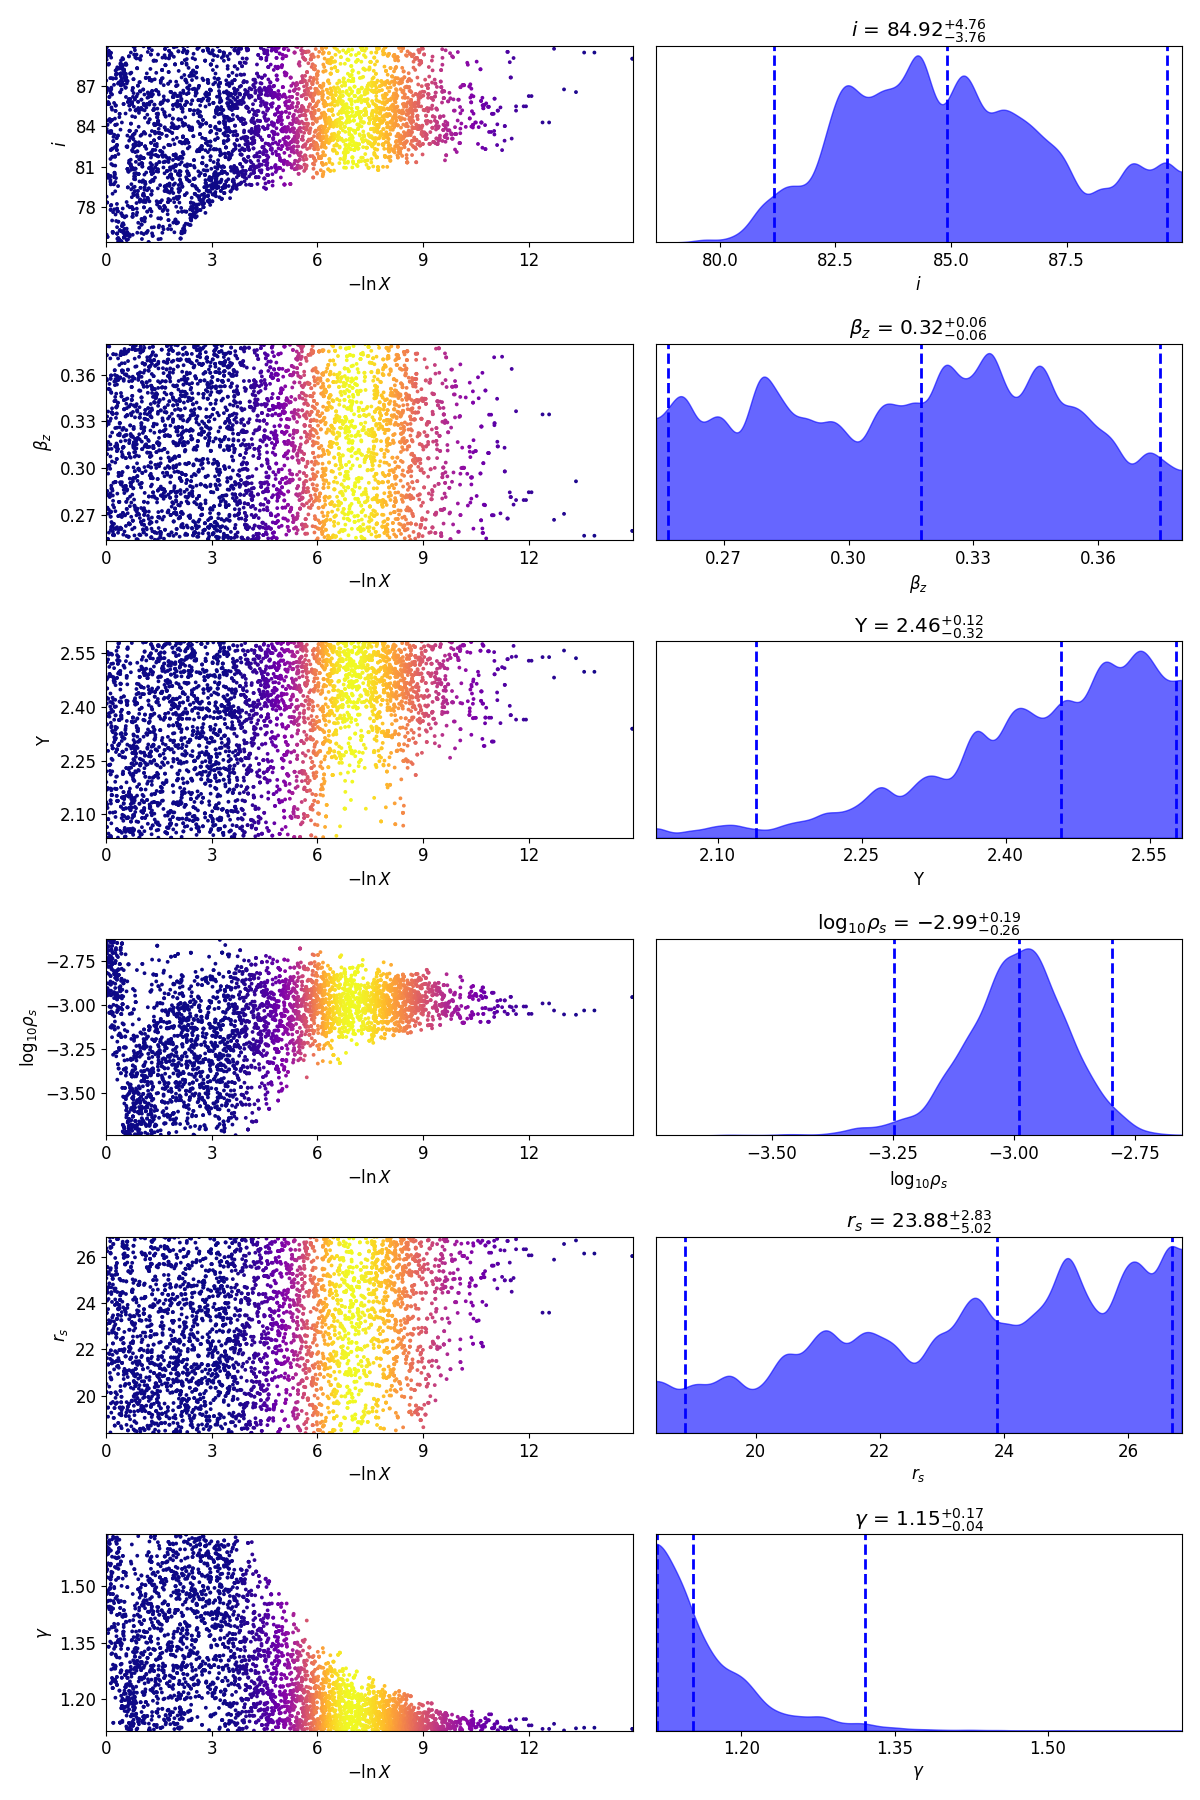 i = 84.92+4.76−3.76
87
84
81
78
i
0 3 6 9 12
−ln X
80.0 82.5 85.0 87.5
i
βz = 0.32+0.06−0.06
0.36
0.33
0.30
0.27
βz
0 3 6 9 12
−ln X
0.27 0.30 0.33 0.36
βz
Y = 2.46+0.12−0.32
2.55
2.40
2.25
2.10
Y
0 3 6 9 12
−ln X
2.10 2.25 2.40 2.55
Y
log10ρs = −2.99+0.19−0.26
−2.75
−3.00
−3.25
−3.50
log10ρs
0 3 6 9 12
−ln X
−3.50 −3.25 −3.00 −2.75
log10ρs
rs = 23.88+2.83−5.02
26
24
22
20
rs
0 3 6 9 12
−ln X
20 22 24 26
rs
γ = 1.15+0.17−0.04
1.50
1.35
1.20
γ
0 3 6 9 12
−ln X
1.20 1.35 1.50
γ